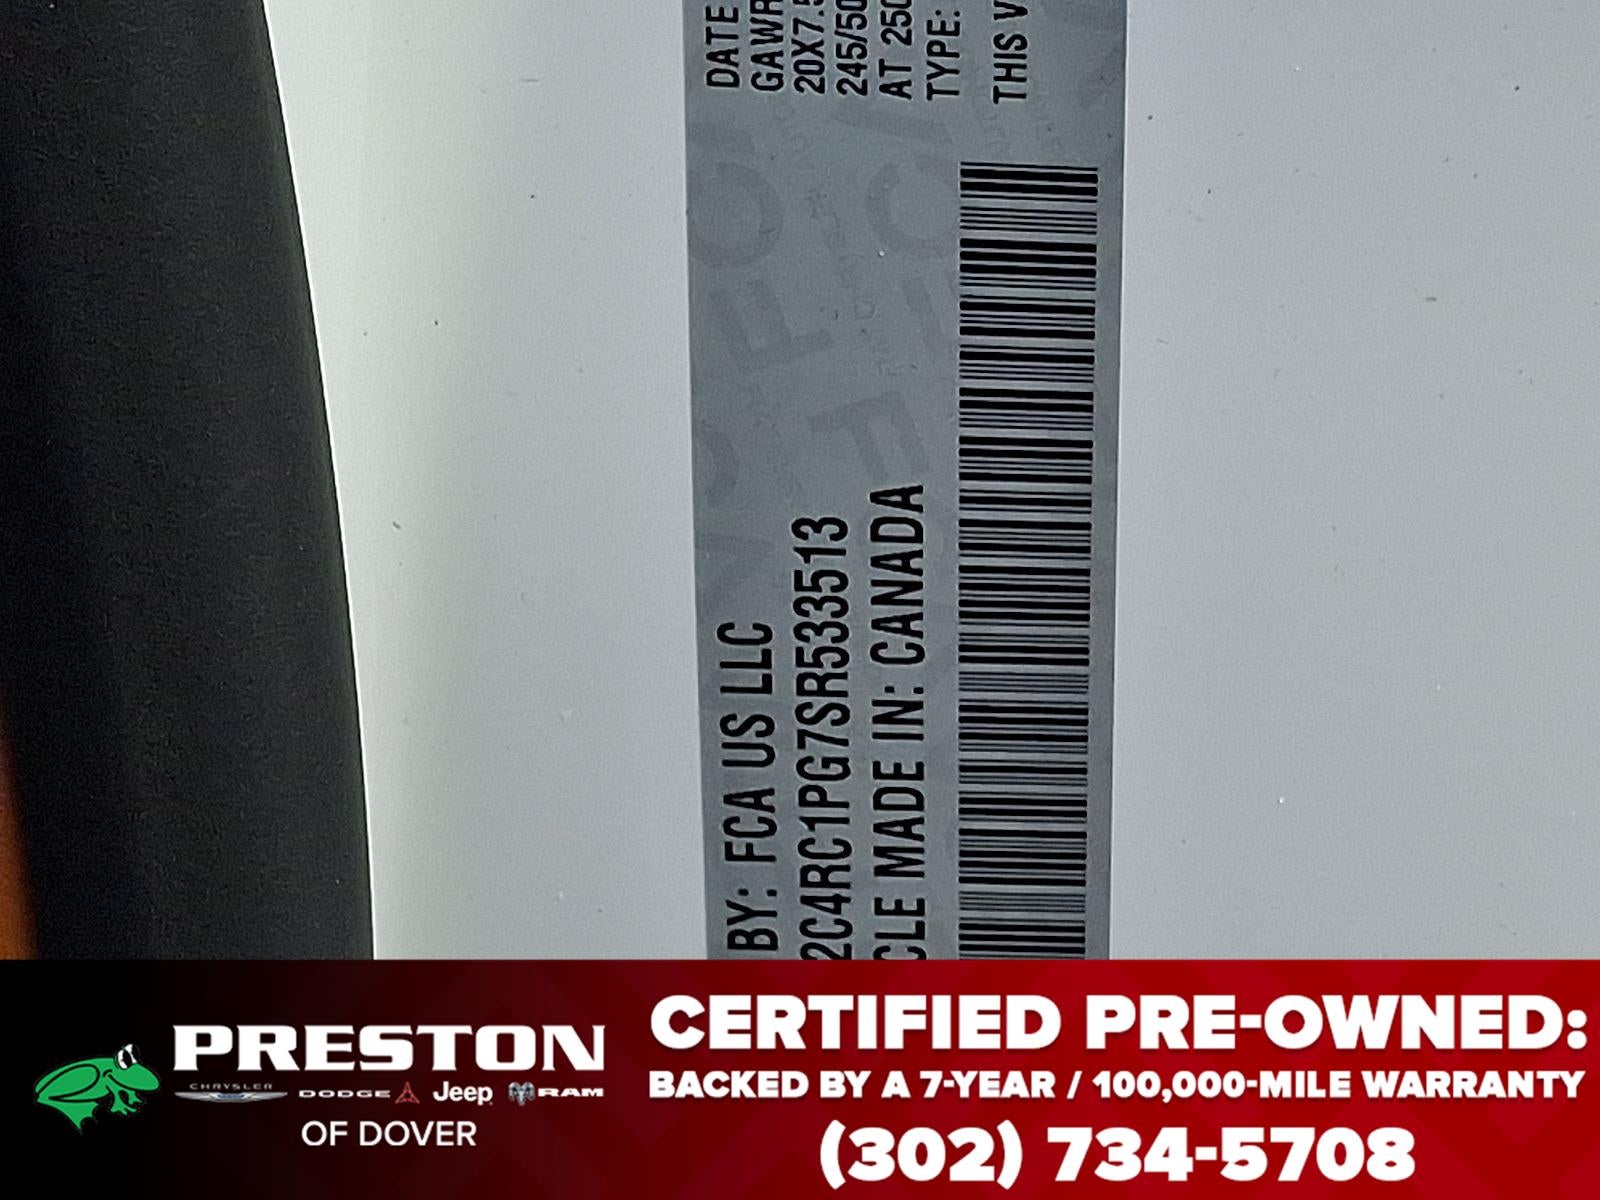 DATE
GAWR
20X7.5
245/50
AT 250
TYPE:
THIS V
BY: FCA US LLC
2C4RC1PG7SR533513
CLE MADE IN: CANADA
PRESTON
CHRYSLER DODGE Jeep RAM
OF DOVER
CERTIFIED PRE-OWNED:
BACKED BY A 7-YEAR / 100,000-MILE WARRANTY
(302) 734-5708